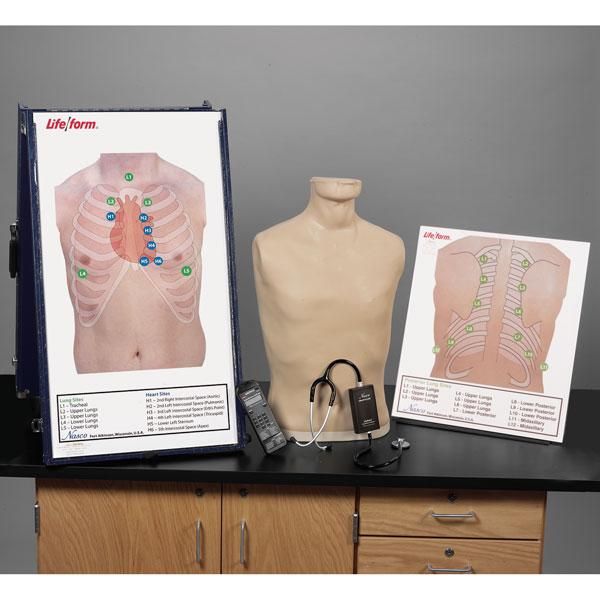 Life/form®
L1
L2
L3
H1
H2
H3
H4
H5
H6
L4
L5
Lung Sites
L1 – Tracheal
L2 – Upper Lungs
L3 – Upper Lungs
L4 – Lower Lungs
L5 – Lower Lungs
Heart Sites
H1 – 2nd Right Intercostal Space (Aortic)
H2 – 2nd Left Intercostal Space (Pulmonic)
H3 – 3rd Left Intercostal Space (Erb's Point)
H4 – 4th Left Intercostal Space (Tricuspid)
H5 – Lower Left Sternum
H6 – 5th Intercostal Space (Apex)
Nasco Fort Atkinson, Wisconsin, U.S.A.
Nasco
Life/form®
Lung Sites
L1 - Upper Lungs
L2 - Upper Lungs
L3 - Upper Lungs
L4 - Upper Lungs
L5 - Upper Lungs
L6 - Upper Lungs
L7 - Lower Posterior
L8 - Lower Posterior
L9 - Lower Posterior
L10 - Lower Posterior
L11 - Midaxillary
L12 - Midaxillary
Nasco